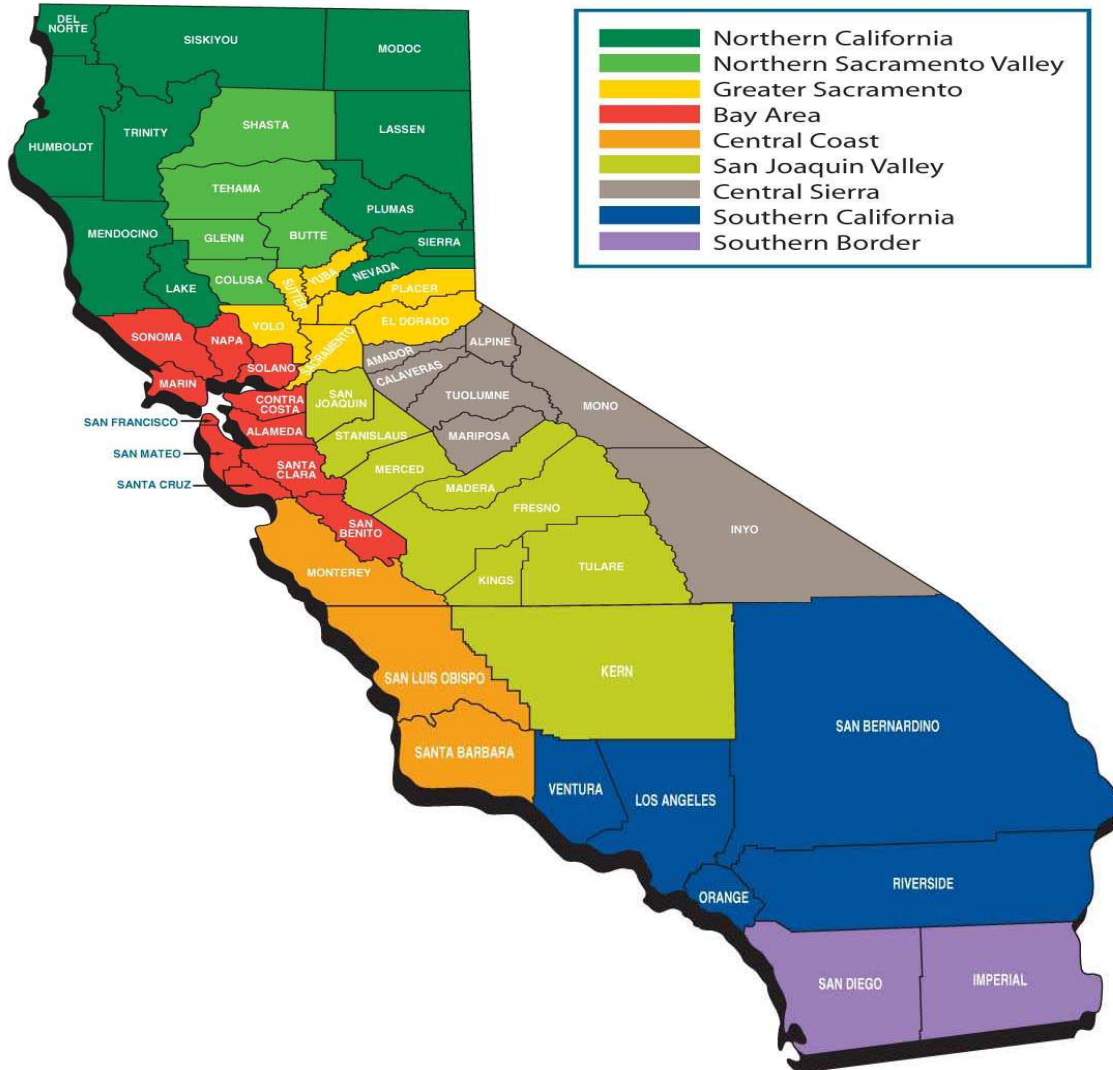 DEL
NORTE
SISKIYOU
MODOC
HUMBOLDT
TRINITY
SHASTA
LASSEN
TEHAMA
PLUMAS
MENDOCINO
GLENN
BUTTE
SIERRA
LAKE
COLUSA
SUTTER
YUBA
NEVADA
PLACER
SONOMA
NAPA
YOLO
EL DORADO
SACRAMENTO
SOLANO
MARIN
AMADOR
ALPINE
CALAVERAS
CONTRA
COSTA
SAN
JOAQUIN
TUOLUMNE
MONO
SAN FRANCISCO
ALAMEDA
STANISLAUS
MARIPOSA
SAN MATEO
SANTA
CLARA
MERCED
MADERA
SANTA CRUZ
FRESNO
SAN
BENITO
INYO
MONTEREY
KINGS
TULARE
SAN LUIS OBISPO
KERN
SAN BERNARDINO
SANTA BARBARA
VENTURA
LOS ANGELES
ORANGE
RIVERSIDE
SAN DIEGO
IMPERIAL
Northern California
Northern Sacramento Valley
Greater Sacramento
Bay Area
Central Coast
San Joaquin Valley
Central Sierra
Southern California
Southern Border